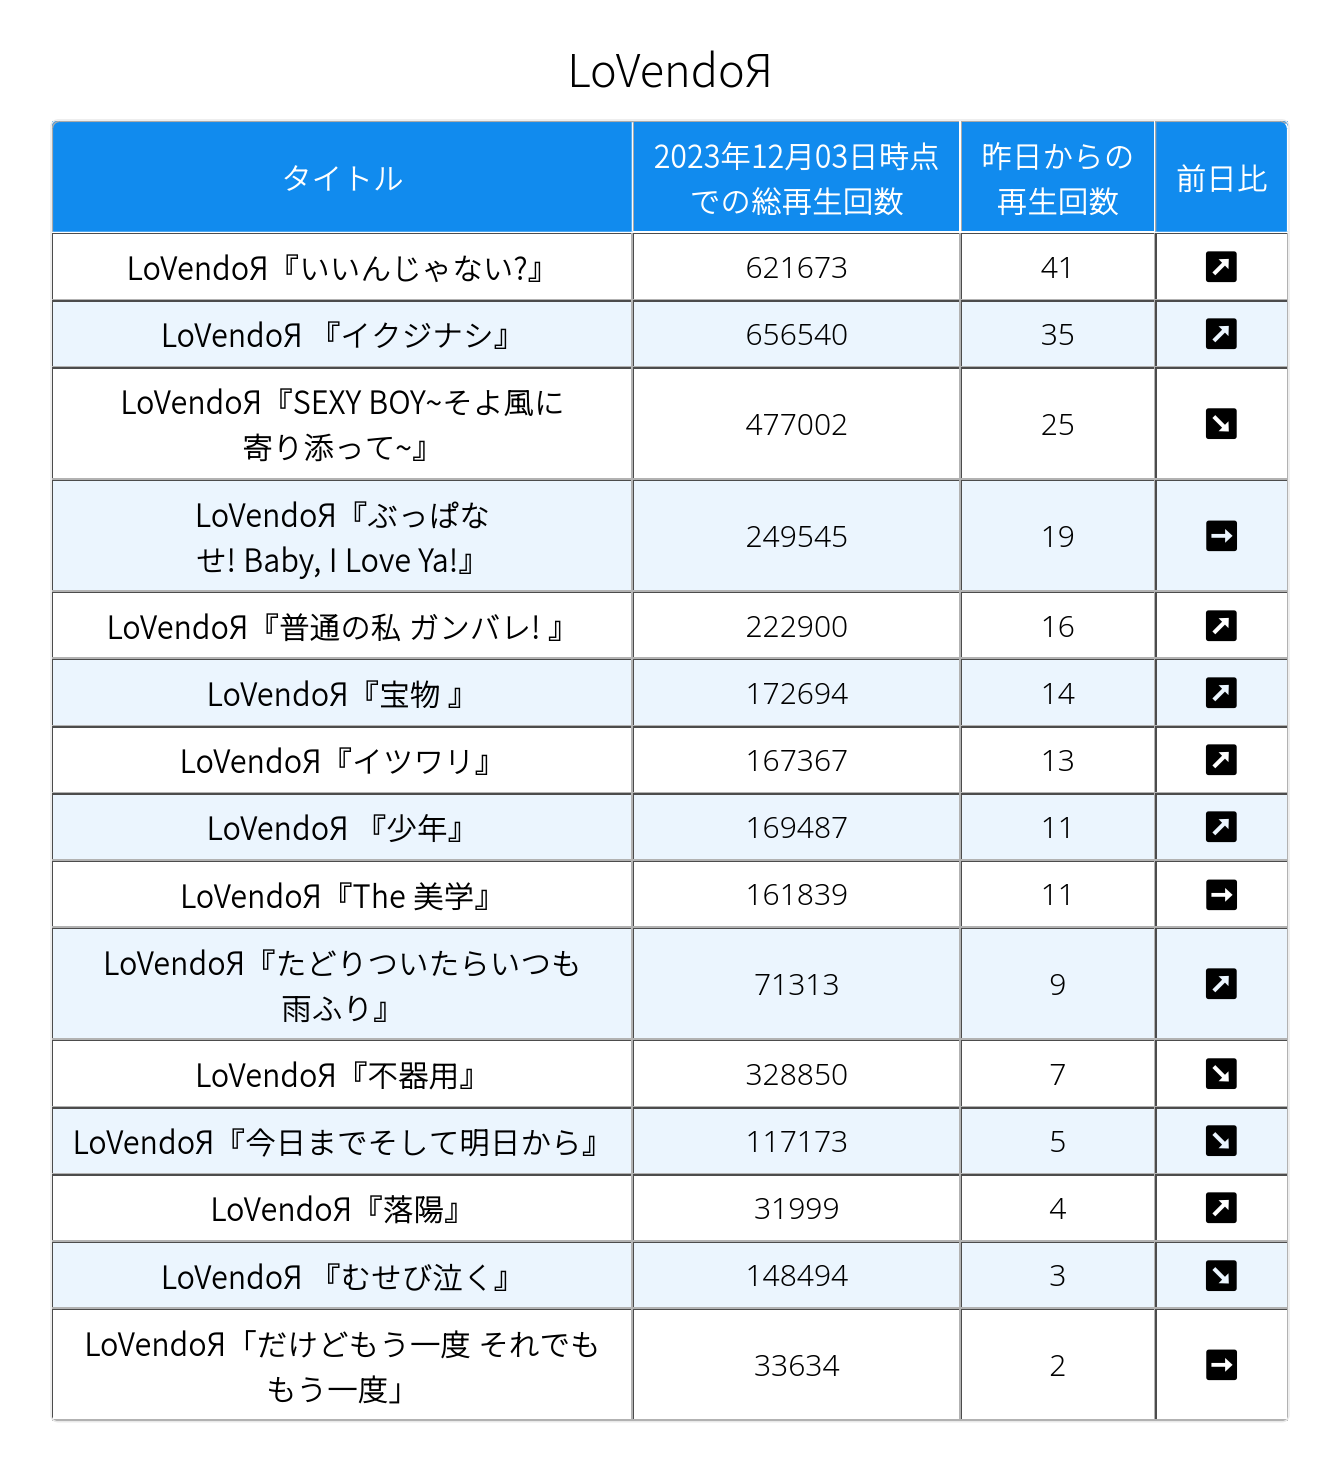 LoVendoЯ
タイトル
2023年12月03日時点
での総再生回数
昨日からの
再生回数
前日比
LoVendoЯ『いいんじゃない?』
621673
41
LoVendoЯ 『イクジナシ』
656540
35
LoVendoЯ『SEXY BOY~そよ風に
寄り添って~』
477002
25
LoVendoЯ『ぶっぱな
せ! Baby, I Love Ya!』
249545
19
LoVendoЯ『普通の私 ガンバレ! 』
222900
16
LoVendoЯ『宝物 』
172694
14
LoVendoЯ『イツワリ』
167367
13
LoVendoЯ 『少年』
169487
11
LoVendoЯ『The 美学』
161839
11
LoVendoЯ『たどりついたらいつも
雨ふり』
71313
9
LoVendoЯ『不器用』
328850
7
LoVendoЯ『今日までそして明日から』
117173
5
LoVendoЯ『落陽』
31999
4
LoVendoЯ 『むせび泣く』
148494
3
LoVendoЯ「だけどもう一度 それでも
もう一度」
33634
2